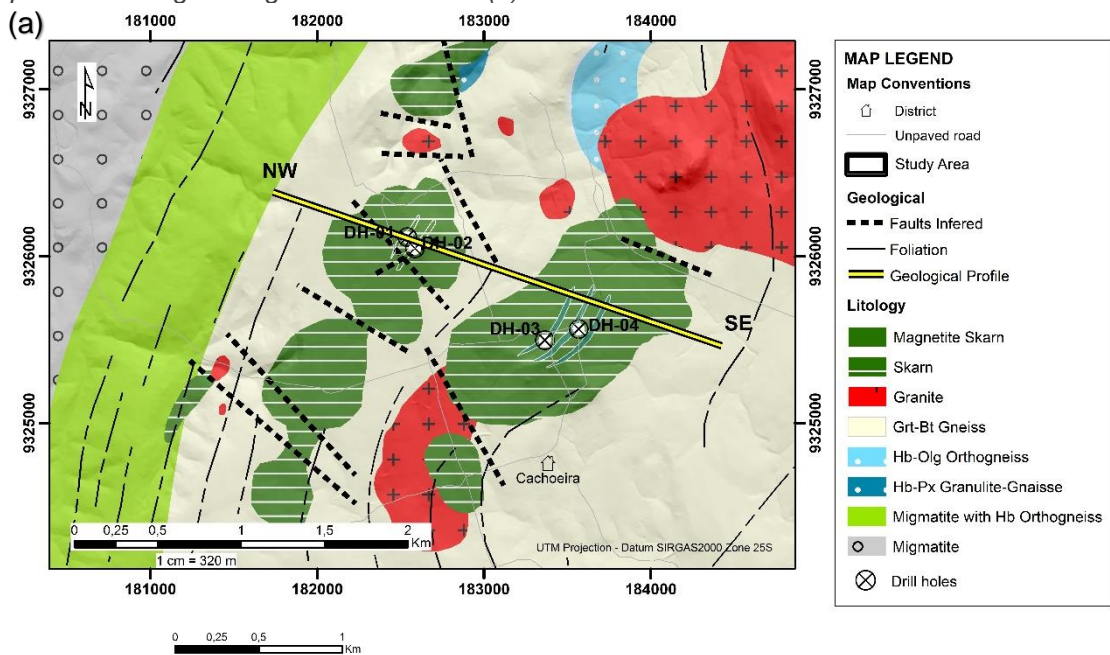 (a)
181000 182000 183000 184000
9327000 9327000
N
NW
DH-01
DH-02
9326000 9326000
DH-03
DH-04
SE
9325000 9325000
Cachoeira
0 0,25 0,5 1 1,5 2
Km
1 cm = 320 m
UTM Projection - Datum SIRGAS2000 Zone 25S
181000 182000 183000 184000
0 0,25 0,5 1
Km
MAP LEGEND
Map Conventions
District
Unpaved road
Study Area
Geological
Faults Infered
Foliation
Geological Profile
Litology
Magnetite Skarn
Skarn
Granite
Grt-Bt Gneiss
Hb-Olg Orthogneiss
Hb-Px Granulite-Gnaisse
Migmatite with Hb Orthogneiss
Migmatite
Drill holes